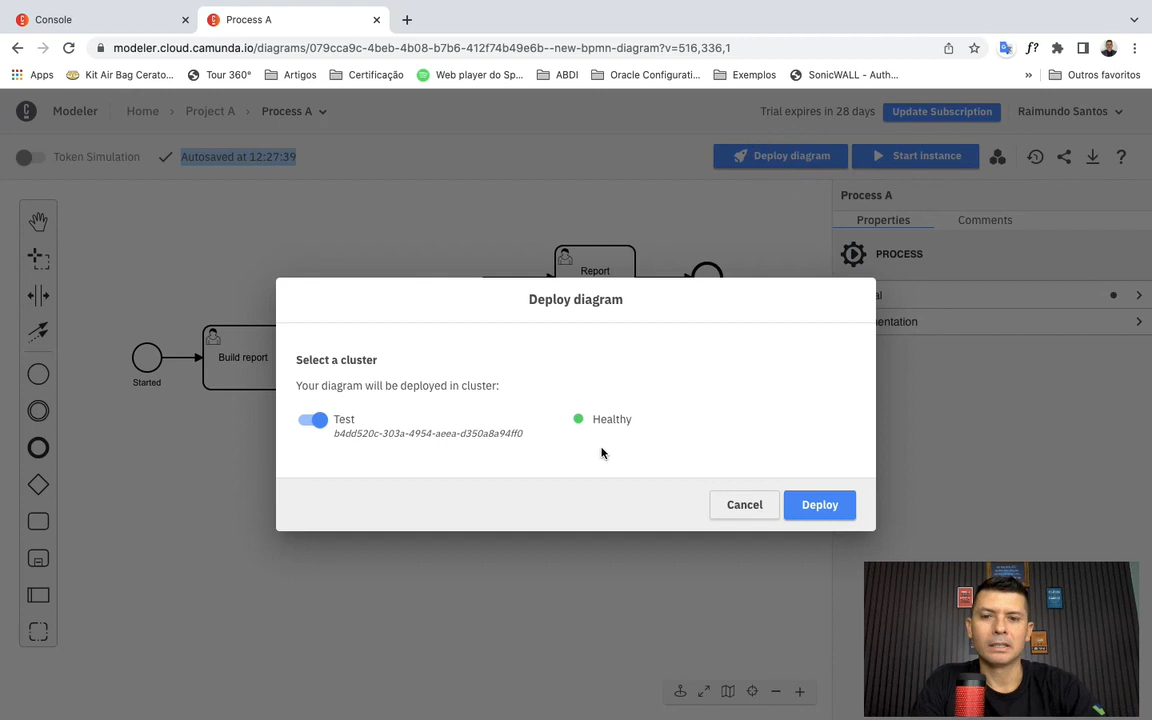 Console
Process A
modeler.cloud.camunda.io/diagrams/079cca9c-4beb-4b08-b7b6-412f74b49e6b--new-bpmn-diagram?v=516,336,1
Apps
Kit Air Bag Cerato...
Tour 360°
Artigos
Certificação
Web player do Sp...
ABDI
Oracle Configurati...
Exemplos
SonicWALL - Auth...
»
Outros favoritos
Modeler
Home > Project A > Process A
Trial expires in 28 days
Update Subscription
Raimundo Santos
Token Simulation
Autosaved at 12:27:39
Deploy diagram
Start instance
Process A
Properties
Comments
PROCESS
al
entation
Report
Build report
Started
Deploy diagram
Select a cluster
Your diagram will be deployed in cluster:
Test
Healthy
b4dd520c-303a-4954-aeea-d350a8a94ff0
Cancel
Deploy